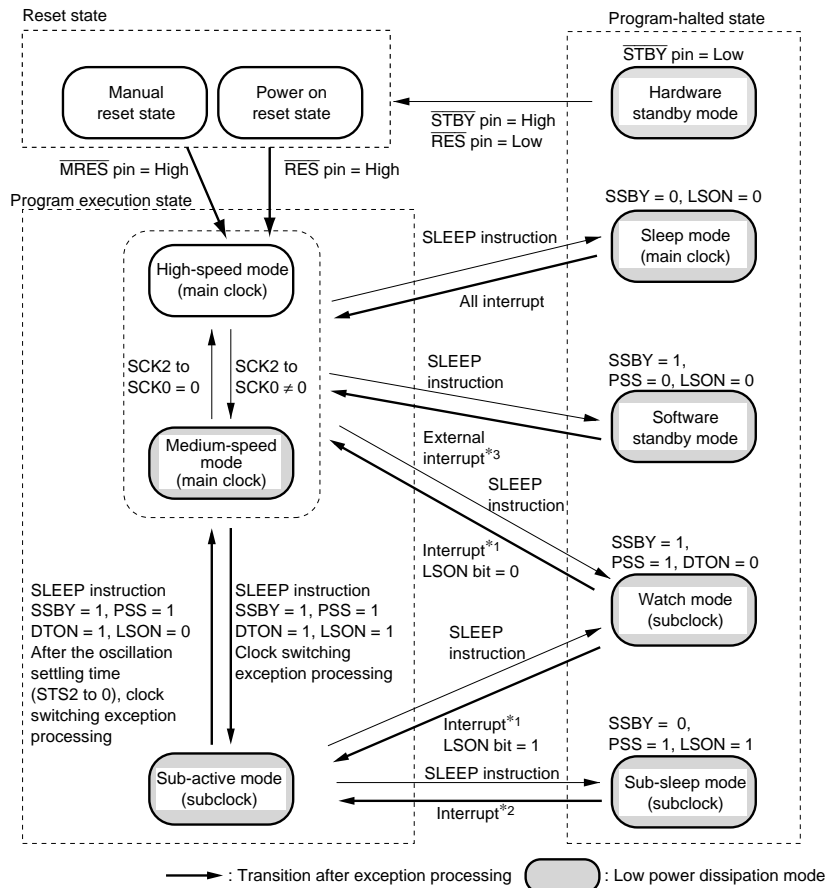 Reset state
Program-halted state
Manual
reset state
Power on
reset state
STBY pin = Low
Hardware
standby mode
STBY pin = High
RES pin = Low
MRES pin = High
RES pin = High
Program execution state
SSBY = 0, LSON = 0
Sleep mode
(main clock)
SLEEP instruction
All interrupt
High-speed mode
(main clock)
SCK2 to
SCK0 = 0
SCK2 to
SCK0 ≠ 0
Medium-speed
mode
(main clock)
SLEEP
instruction
SSBY = 1,
PSS = 0, LSON = 0
Software
standby mode
External
interrupt*3
SLEEP
instruction
Interrupt*1
LSON bit = 0
SSBY = 1,
PSS = 1, DTON = 0
Watch mode
(subclock)
SLEEP instruction
SSBY = 1, PSS = 1
DTON = 1, LSON = 0
After the oscillation
settling time
(STS2 to 0), clock
switching exception
processing
SLEEP instruction
SSBY = 1, PSS = 1
DTON = 1, LSON = 1
Clock switching
exception processing
SLEEP
instruction
Interrupt*1
LSON bit = 1
SSBY = 0,
PSS = 1, LSON = 1
Sub-active mode
(subclock)
SLEEP instruction
Interrupt*2
Sub-sleep mode
(subclock)
: Transition after exception processing
: Low power dissipation mode